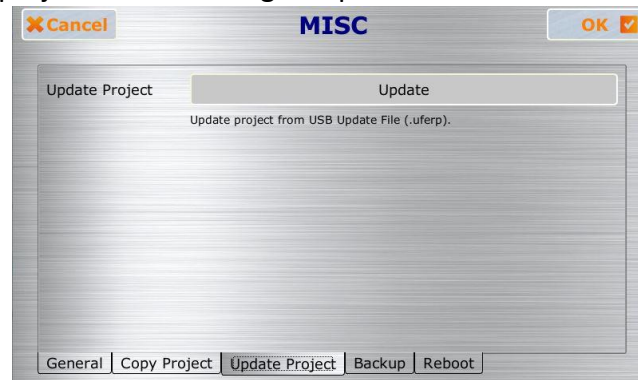 Cancel
MISC
OK
Update Project
Update
Update project from USB Update File (.uferp).
General
Copy Project
Update Project
Backup
Reboot